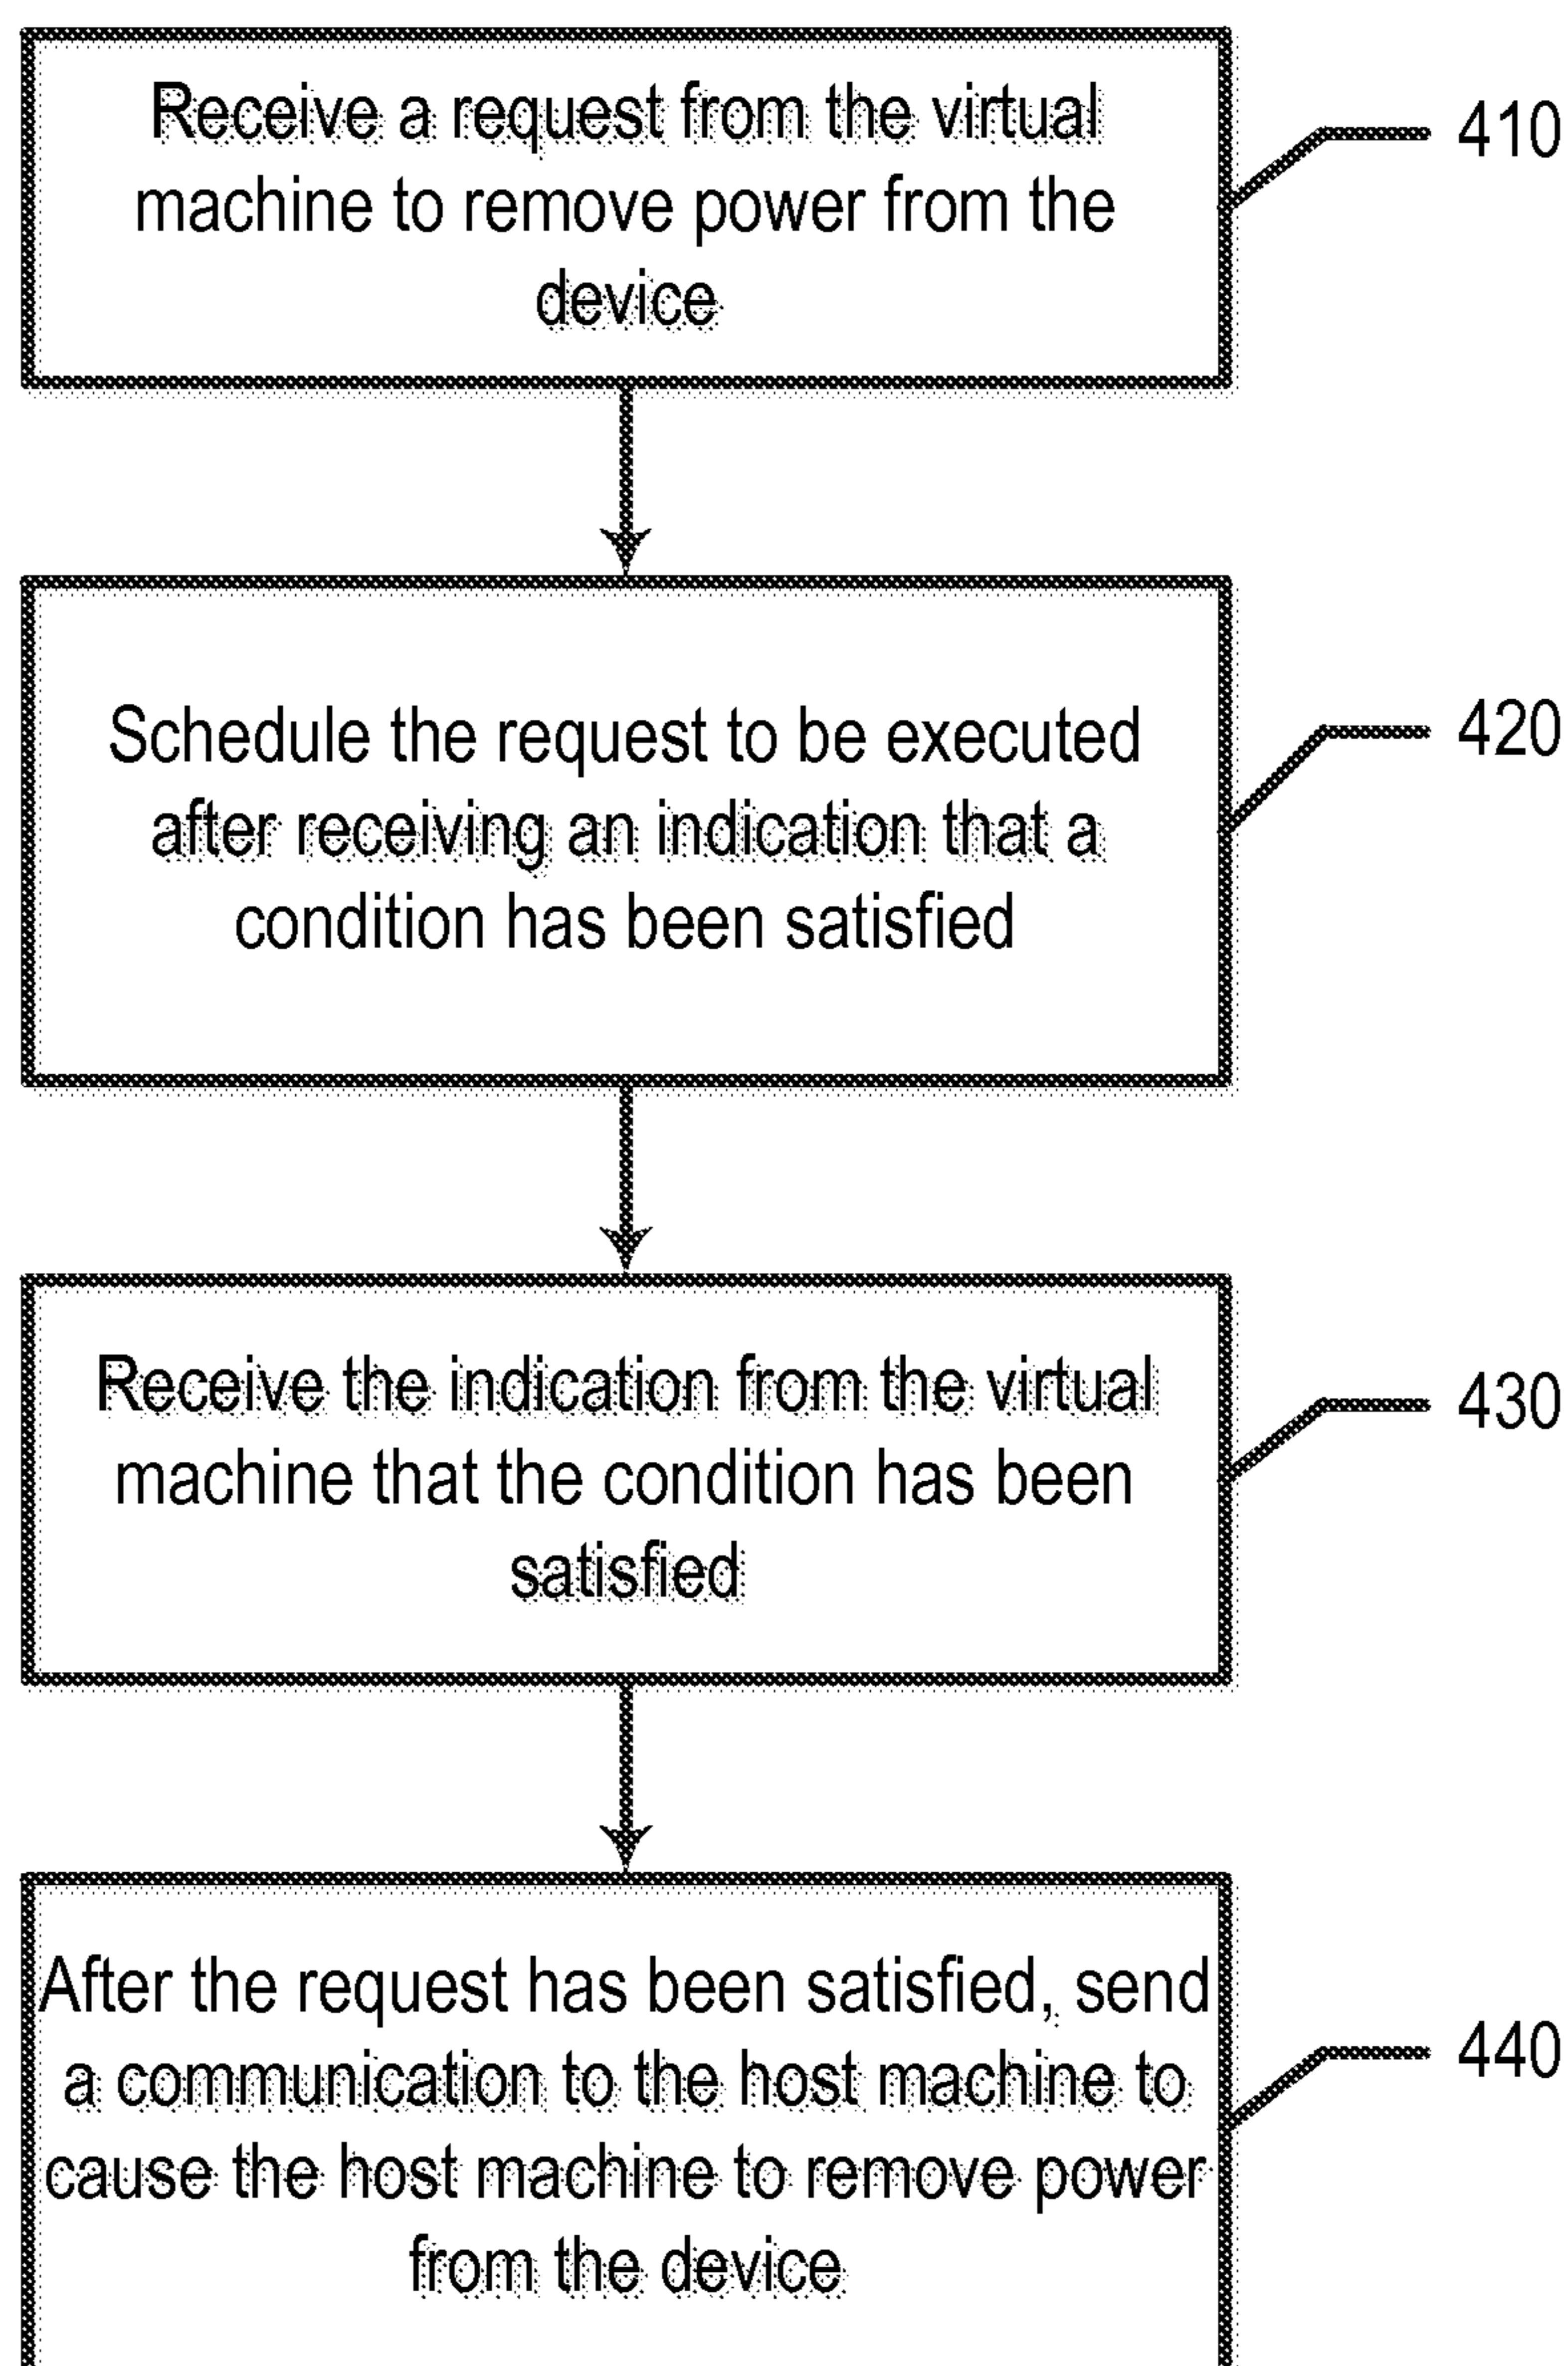 Receive a request from the virtual
machine to remove power from the
device
410
Schedule the request to be executed
after receiving an indication that a
condition has been satisfied
420
Receive the indication from the virtual
machine that the condition has been
satisfied
430
After the request has been satisfied, send
a communication to the host machine to
cause the host machine to remove power
from the device
440